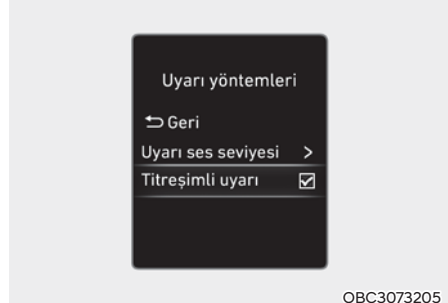 Uyarı yöntemleri
Geri
Uyarı ses seviyesi >
Titreşimli uyarı
OBC3073205